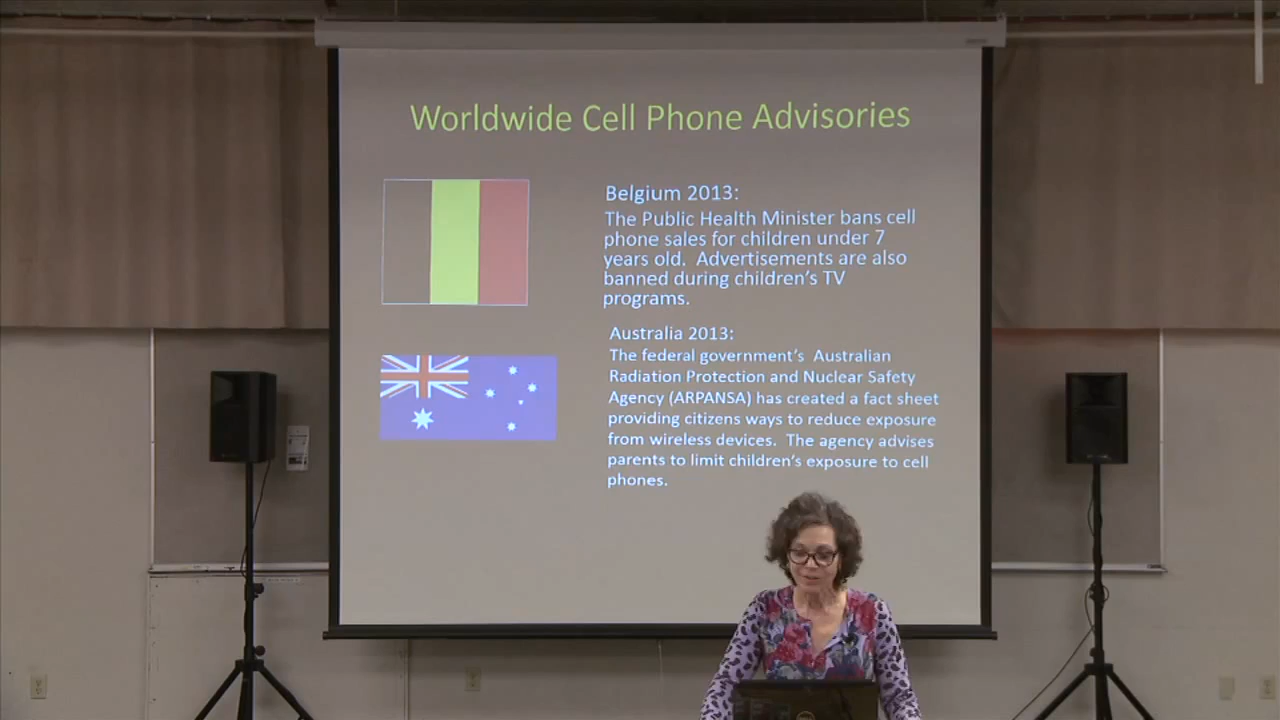 Worldwide Cell Phone Advisories
Belgium 2013:
The Public Health Minister bans cell
phone sales for children under 7
years old.  Advertisements are also
banned during children's TV
programs.
Australia 2013:
The federal government's  Australian
Radiation Protection and Nuclear Safety
Agency (ARPANSA) has created a fact sheet
providing citizens ways to reduce exposure
from wireless devices.  The agency advises
parents to limit children's exposure to cell
phones.